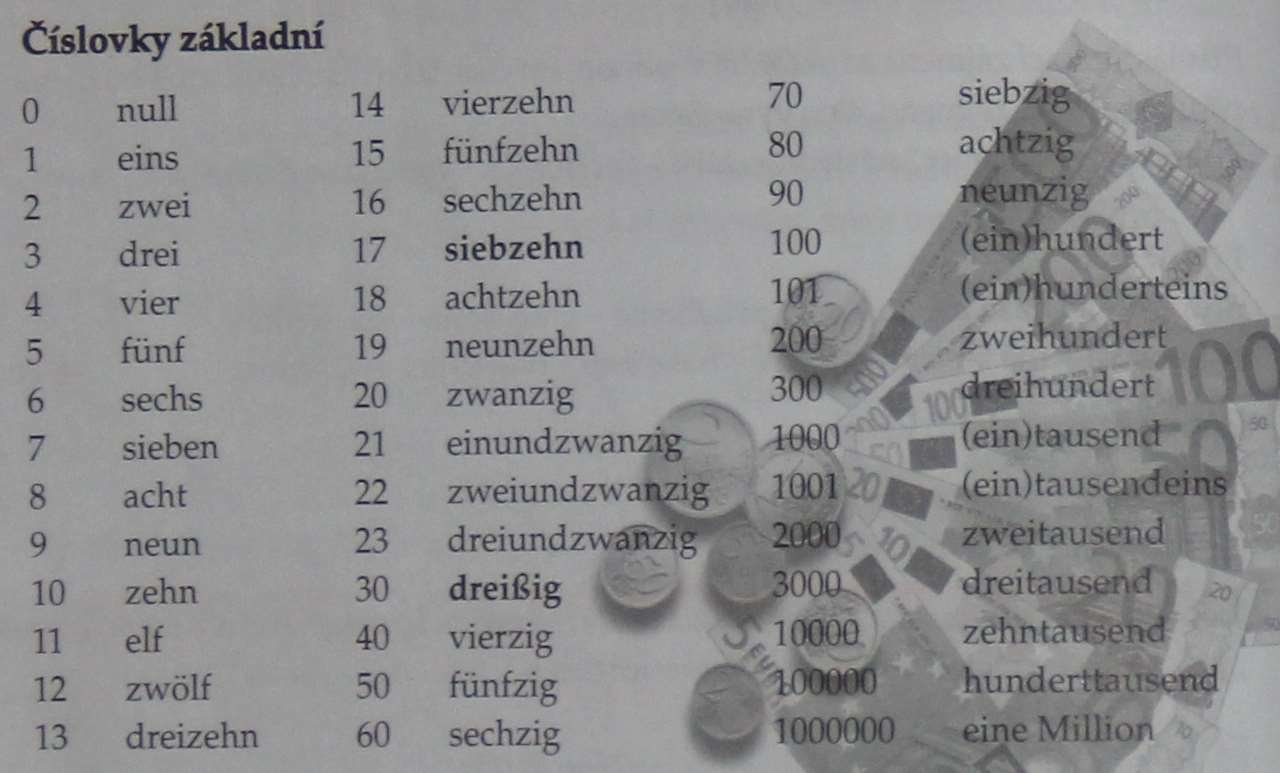 Číslovky základní
0 null
1 eins
2 zwei
3 drei
4 vier
5 fünf
6 sechs
7 sieben
8 acht
9 neun
10 zehn
11 elf
12 zwölf
13 dreizehn
14 vierzehn
15 fünfzehn
16 sechzehn
17 siebzehn
18 achtzehn
19 neunzehn
20 zwanzig
21 einundzwanzig
22 zweiundzwanzig
23 dreiundzwanzig
30 dreißig
40 vierzig
50 fünfzig
60 sechzig
70 siebzig
80 achtzig
90 neunzig
100 (ein)hundert
101 (ein)hunderteins
200 zweihundert
300 dreihundert
1000 (ein)tausend
1001 (ein)tausendeins
2000 zweitausend
3000 dreitausend
10000 zehntausend
100000 hunderttausend
1000000 eine Million